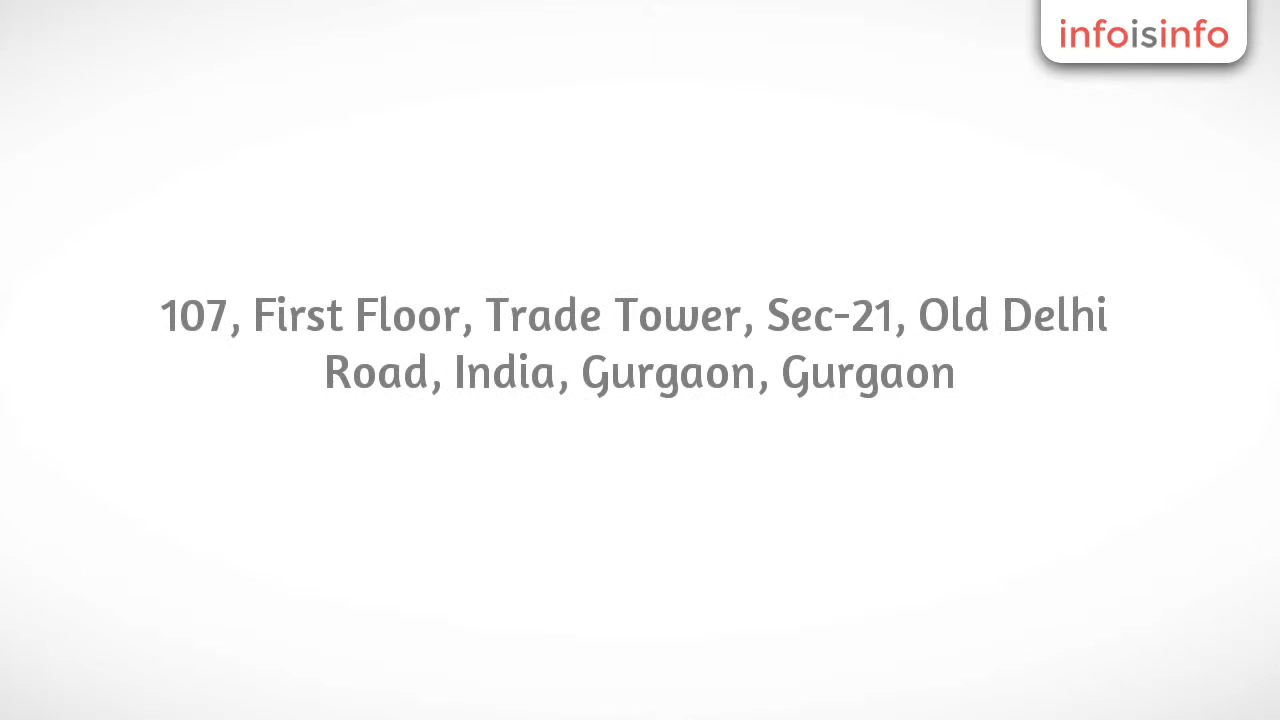 infoisinfo
107, First Floor, Trade Tower, Sec-21, Old Delhi
Road, India, Gurgaon, Gurgaon